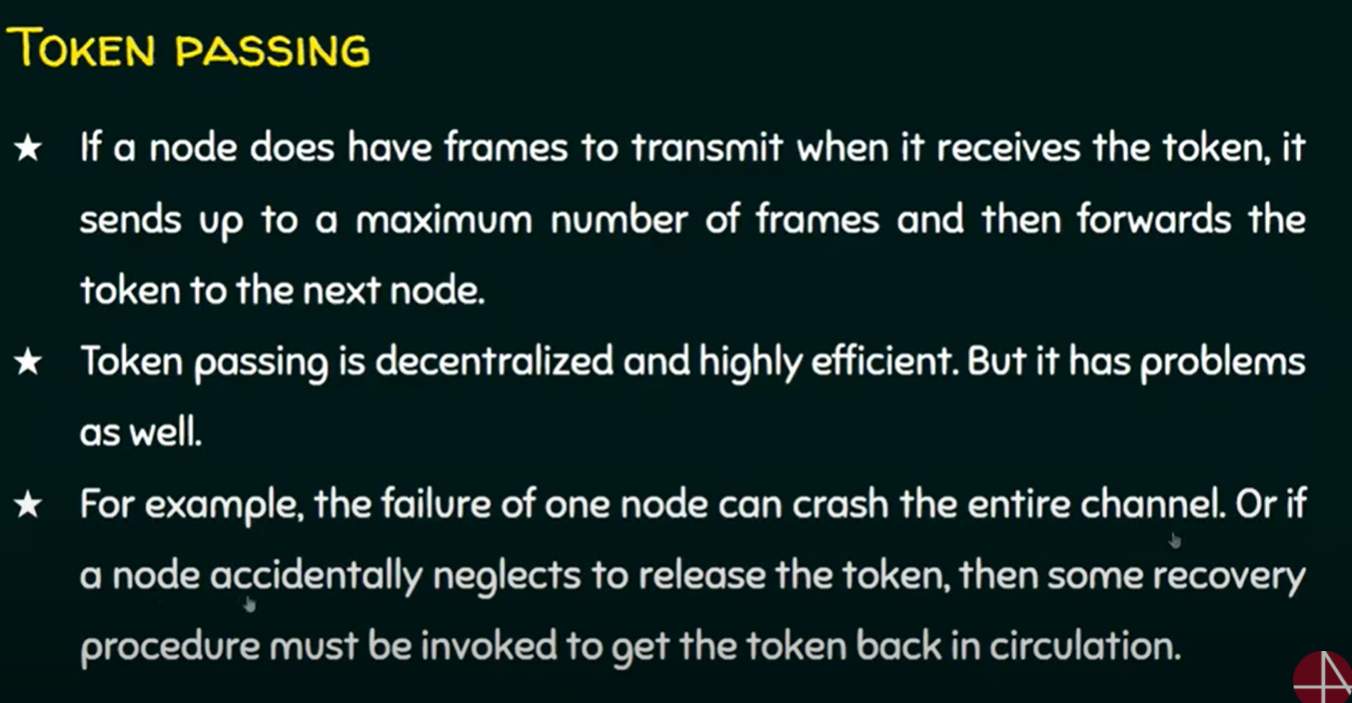 TOKEN PASSING
★ If a node does have frames to transmit when it receives the token, it
sends up to a maximum number of frames and then forwards the
token to the next node.
★ Token passing is decentralized and highly efficient. But it has problems
as well.
★ For example, the failure of one node can crash the entire channel. Or if
a node accidentally neglects to release the token, then some recovery
procedure must be invoked to get the token back in circulation.